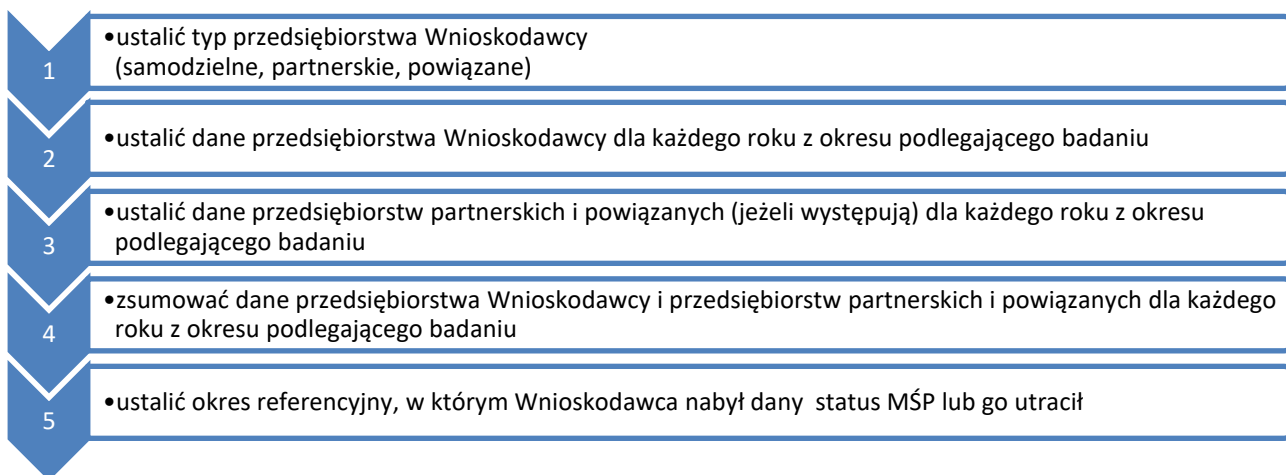 1
•ustalić typ przedsiębiorstwa Wnioskodawcy
(samodzielne, partnerskie, powiązane)
2
•ustalić dane przedsiębiorstwa Wnioskodawcy dla każdego roku z okresu podlegającego badaniu
3
•ustalić dane przedsiębiorstw partnerskich i powiązanych (jeżeli występują) dla każdego roku z okresu
podlegającego badaniu
4
•zsumować dane przedsiębiorstwa Wnioskodawcy i przedsiębiorstw partnerskich i powiązanych dla każdego
roku z okresu podlegającego badaniu
5
•ustalić okres referencyjny, w którym Wnioskodawca nabył dany  status MŚP lub go utracił